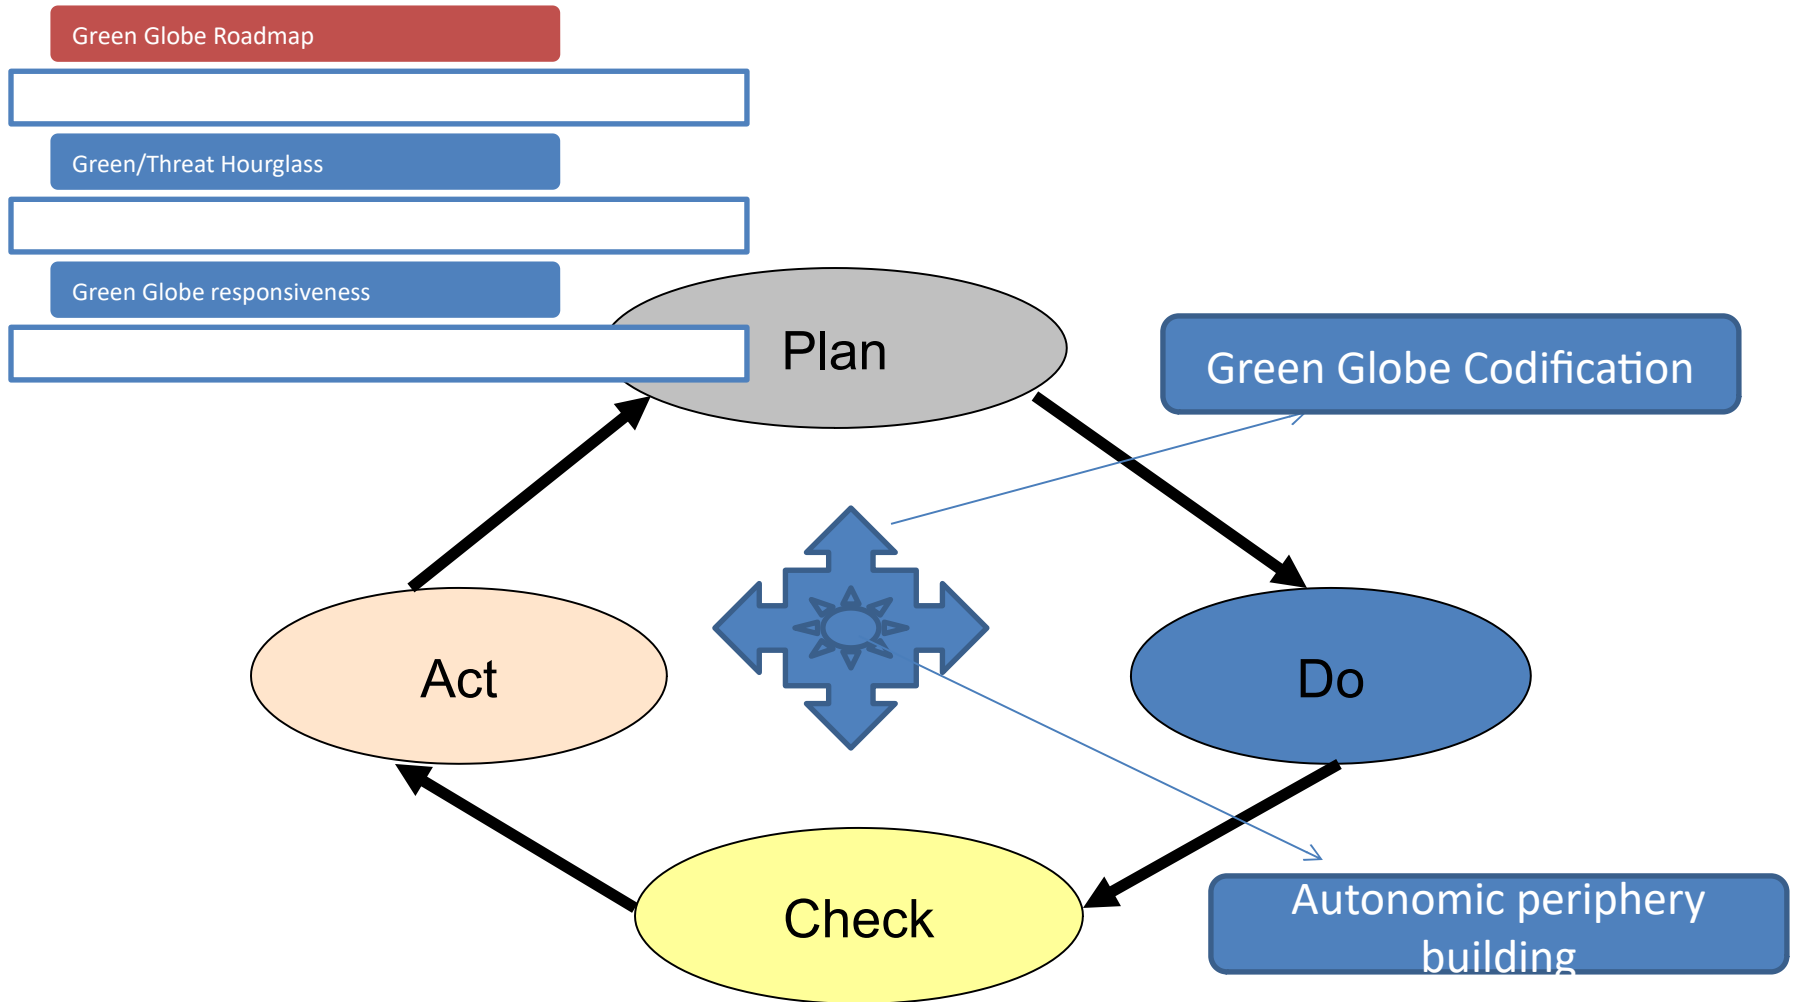 Green Globe Roadmap
Green/Threat Hourglass
Green Globe responsiveness
Plan
Green Globe Codification
Act
Do
Check
Autonomic periphery
building